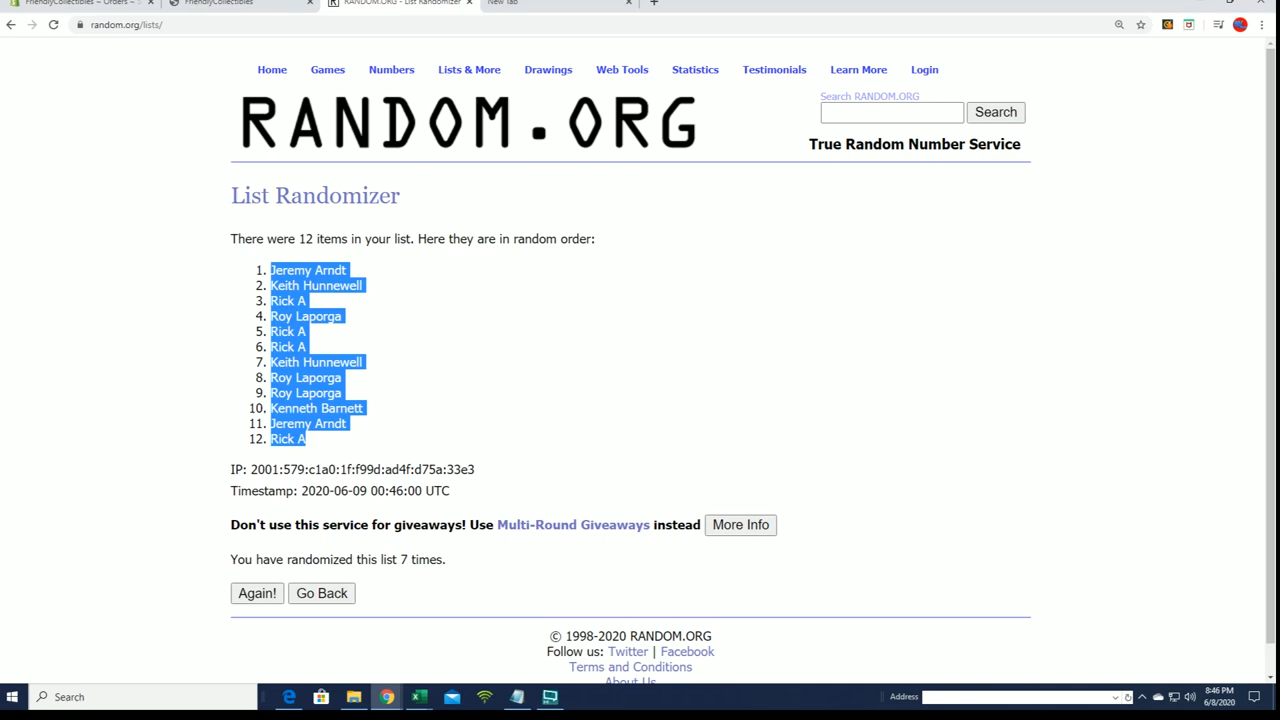 FriendlyCollectibles ~ Orders ~ S
FriendlyCollectibles
RANDOM.ORG - List Randomizer
New Tab
random.org/lists/
Home Games Numbers Lists & More Drawings Web Tools Statistics Testimonials Learn More Login
RANDOM.ORG
Search RANDOM.ORG
Search
True Random Number Service
List Randomizer
There were 12 items in your list. Here they are in random order:
1. Jeremy Arndt
2. Keith Hunnewell
3. Rick A
4. Roy Laporga
5. Rick A
6. Rick A
7. Keith Hunnewell
8. Roy Laporga
9. Roy Laporga
10. Kenneth Barnett
11. Jeremy Arndt
12. Rick A
IP: 2001:579:c1a0:1f:f99d:ad4f:d75a:33e3
Timestamp: 2020-06-09 00:46:00 UTC
Don't use this service for giveaways! Use Multi-Round Giveaways instead More Info
You have randomized this list 7 times.
Again! Go Back
© 1998-2020 RANDOM.ORG
Follow us: Twitter | Facebook
Terms and Conditions
About Us
Search
Address
8:46 PM
6/8/2020